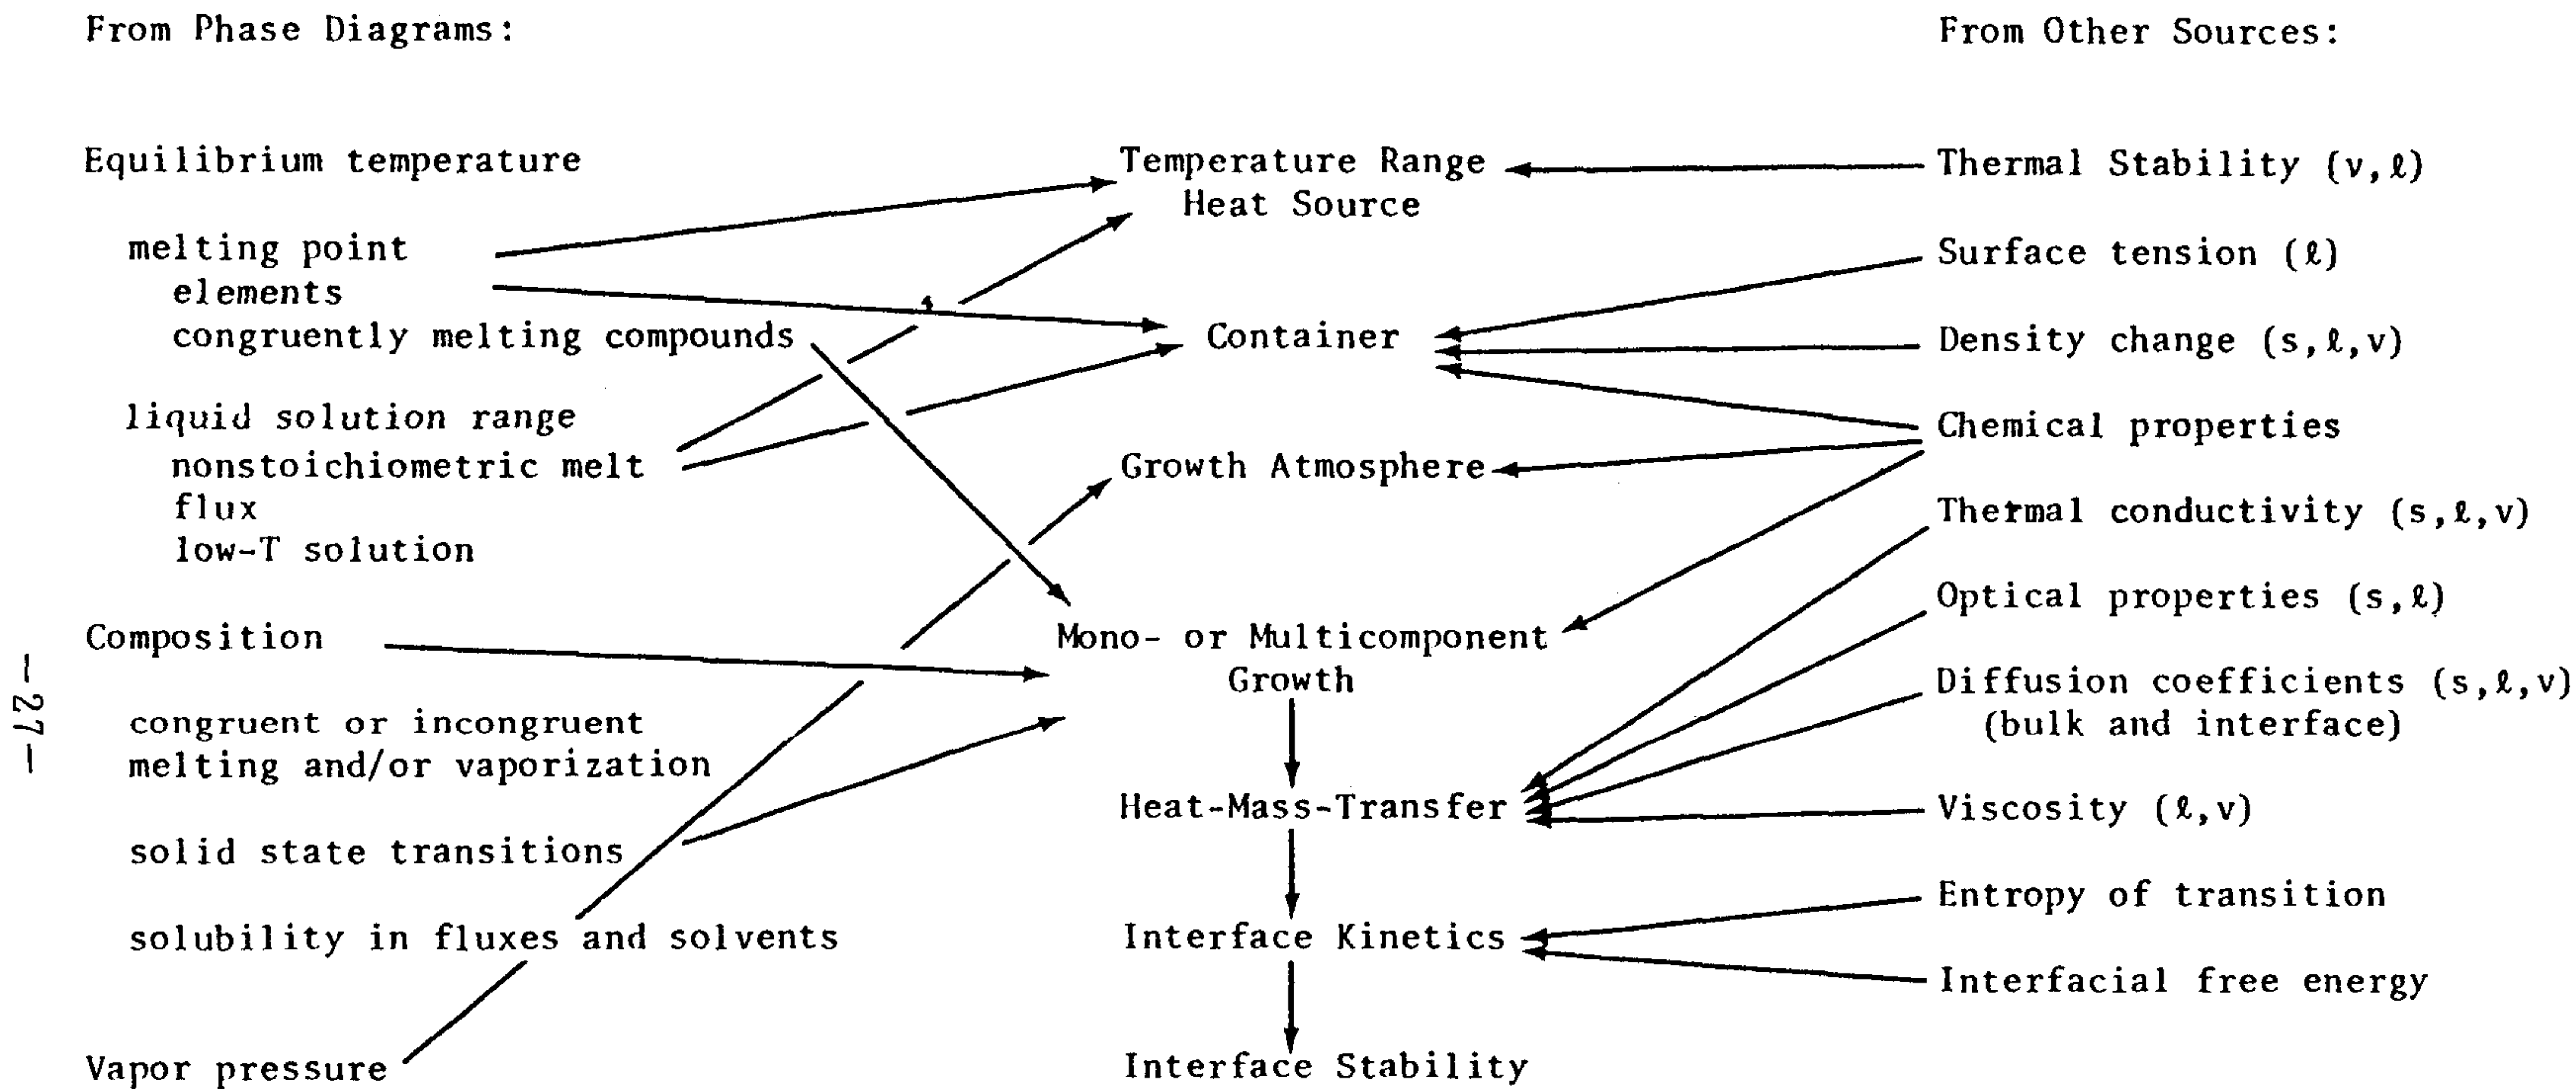 From Phase Diagrams:
From Other Sources:
Equilibrium temperature
melting point
elements
congruently melting compounds
liquid solution range
nonstoichiometric melt
flux
low-T solution
Composition
congruent or incongruent
melting and/or vaporization
solid state transitions
solubility in fluxes and solvents
Vapor pressure
Temperature Range
Heat Source
Container
Growth Atmosphere
Mono- or Multicomponent
Growth
Heat-Mass-Transfer
Interface Kinetics
Interface Stability
Thermal Stability (v,ℓ)
Surface tension (ℓ)
Density change (s,ℓ,v)
Chemical properties
Thermal conductivity (s,ℓ,v)
Optical properties (s,ℓ)
Diffusion coefficients (s,ℓ,v)
(bulk and interface)
Viscosity (ℓ,v)
Entropy of transition
Interfacial free energy
-27-